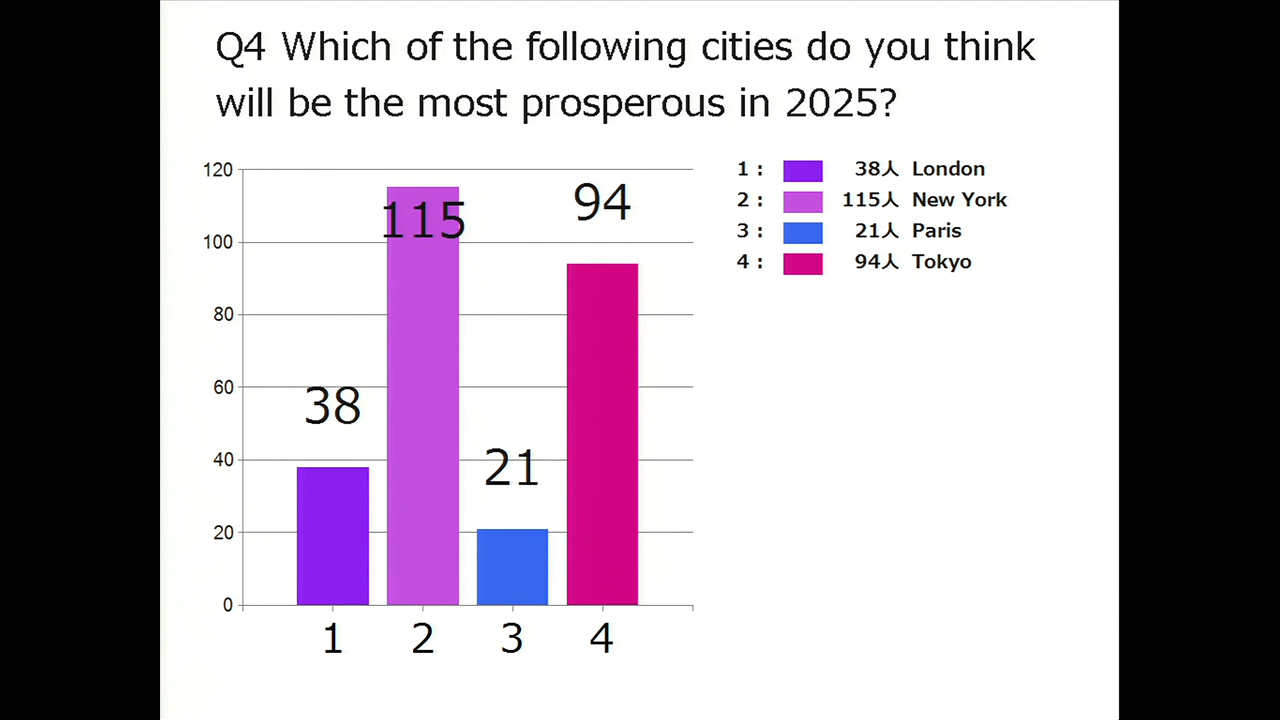 Q4 Which of the following cities do you think
will be the most prosperous in 2025?
120
100
80
60
40
20
0
38
115
21
94
1
2
3
4
1 : 38人 London
2 : 115人 New York
3 : 21人 Paris
4 : 94人 Tokyo